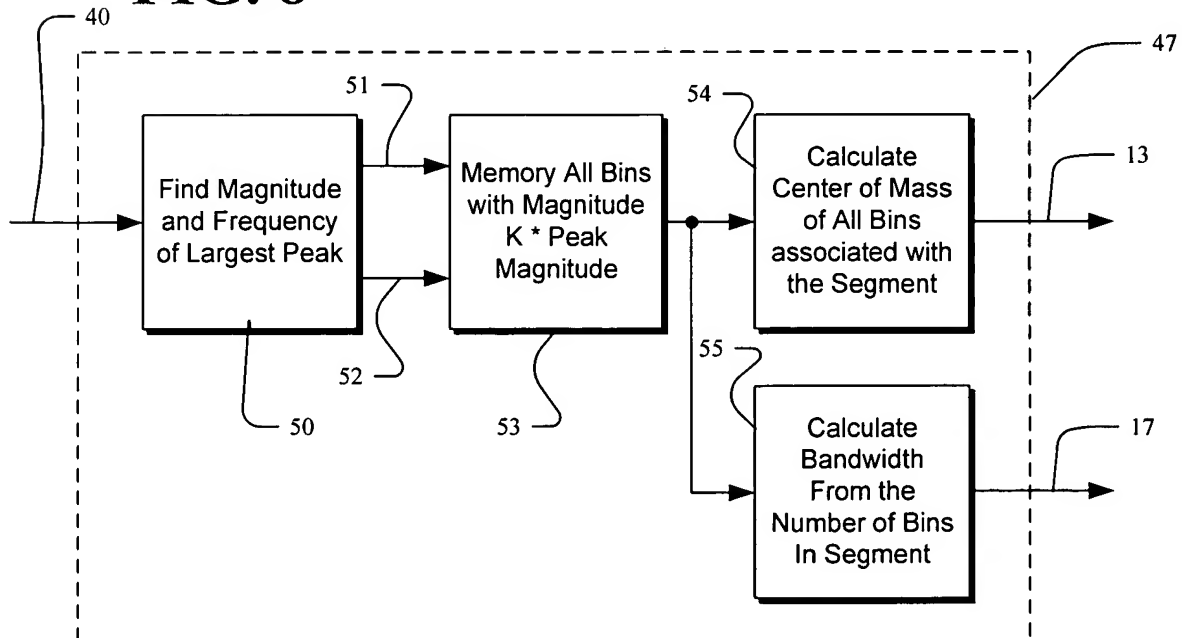 40
47
51
54
13
Find Magnitude
and Frequency
of Largest Peak
Memory All Bins
with Magnitude
K * Peak
Magnitude
Calculate
Center of Mass
of All Bins
associated with
the Segment
52
55
50
53
Calculate
Bandwidth
From the
Number of Bins
In Segment
17